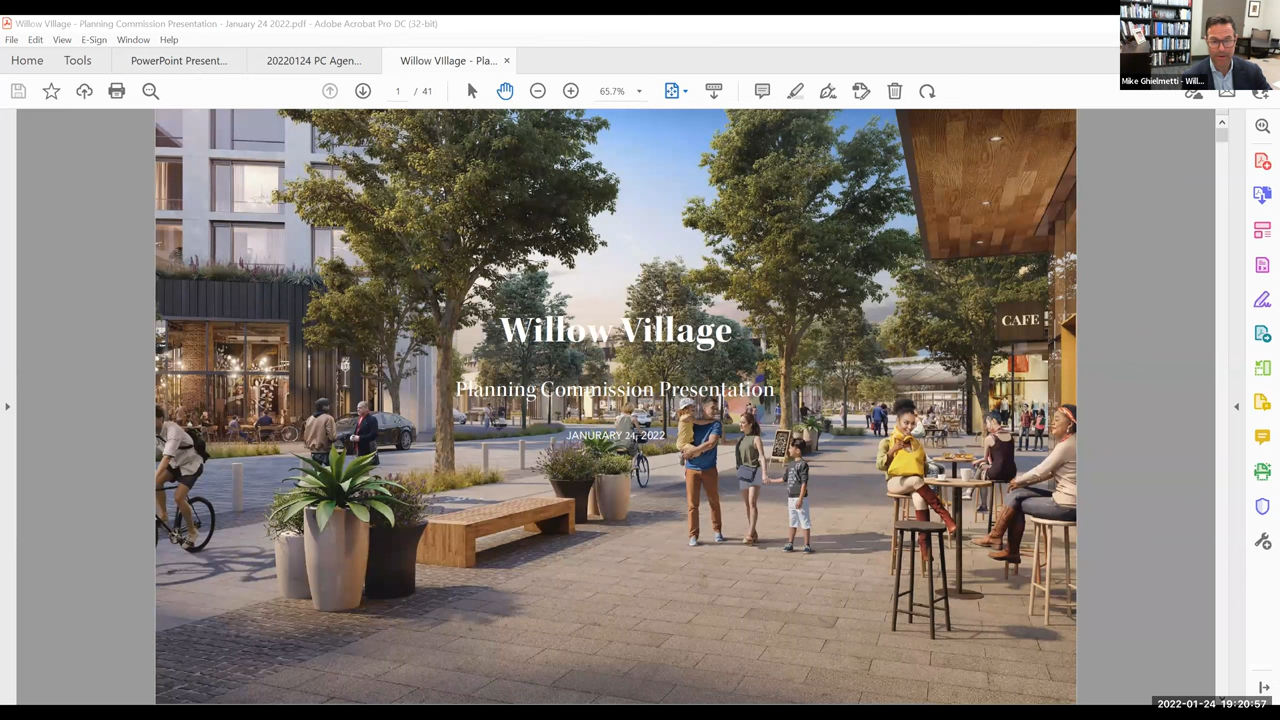 Willow Village - Planning Commission Presentation - January 24 2022.pdf - Adobe Acrobat Pro DC (32-bit)
File Edit View E-Sign Window Help
Home Tools PowerPoint Present... 20220124 PC Agen... Willow Village - Pla... ×
1 / 41 65.7%
Mike Ghielmetti - Will...
CAFE
Willow Village
Planning Commission Presentation
JANURARY 24, 2022
2022-01-24 19:20:57